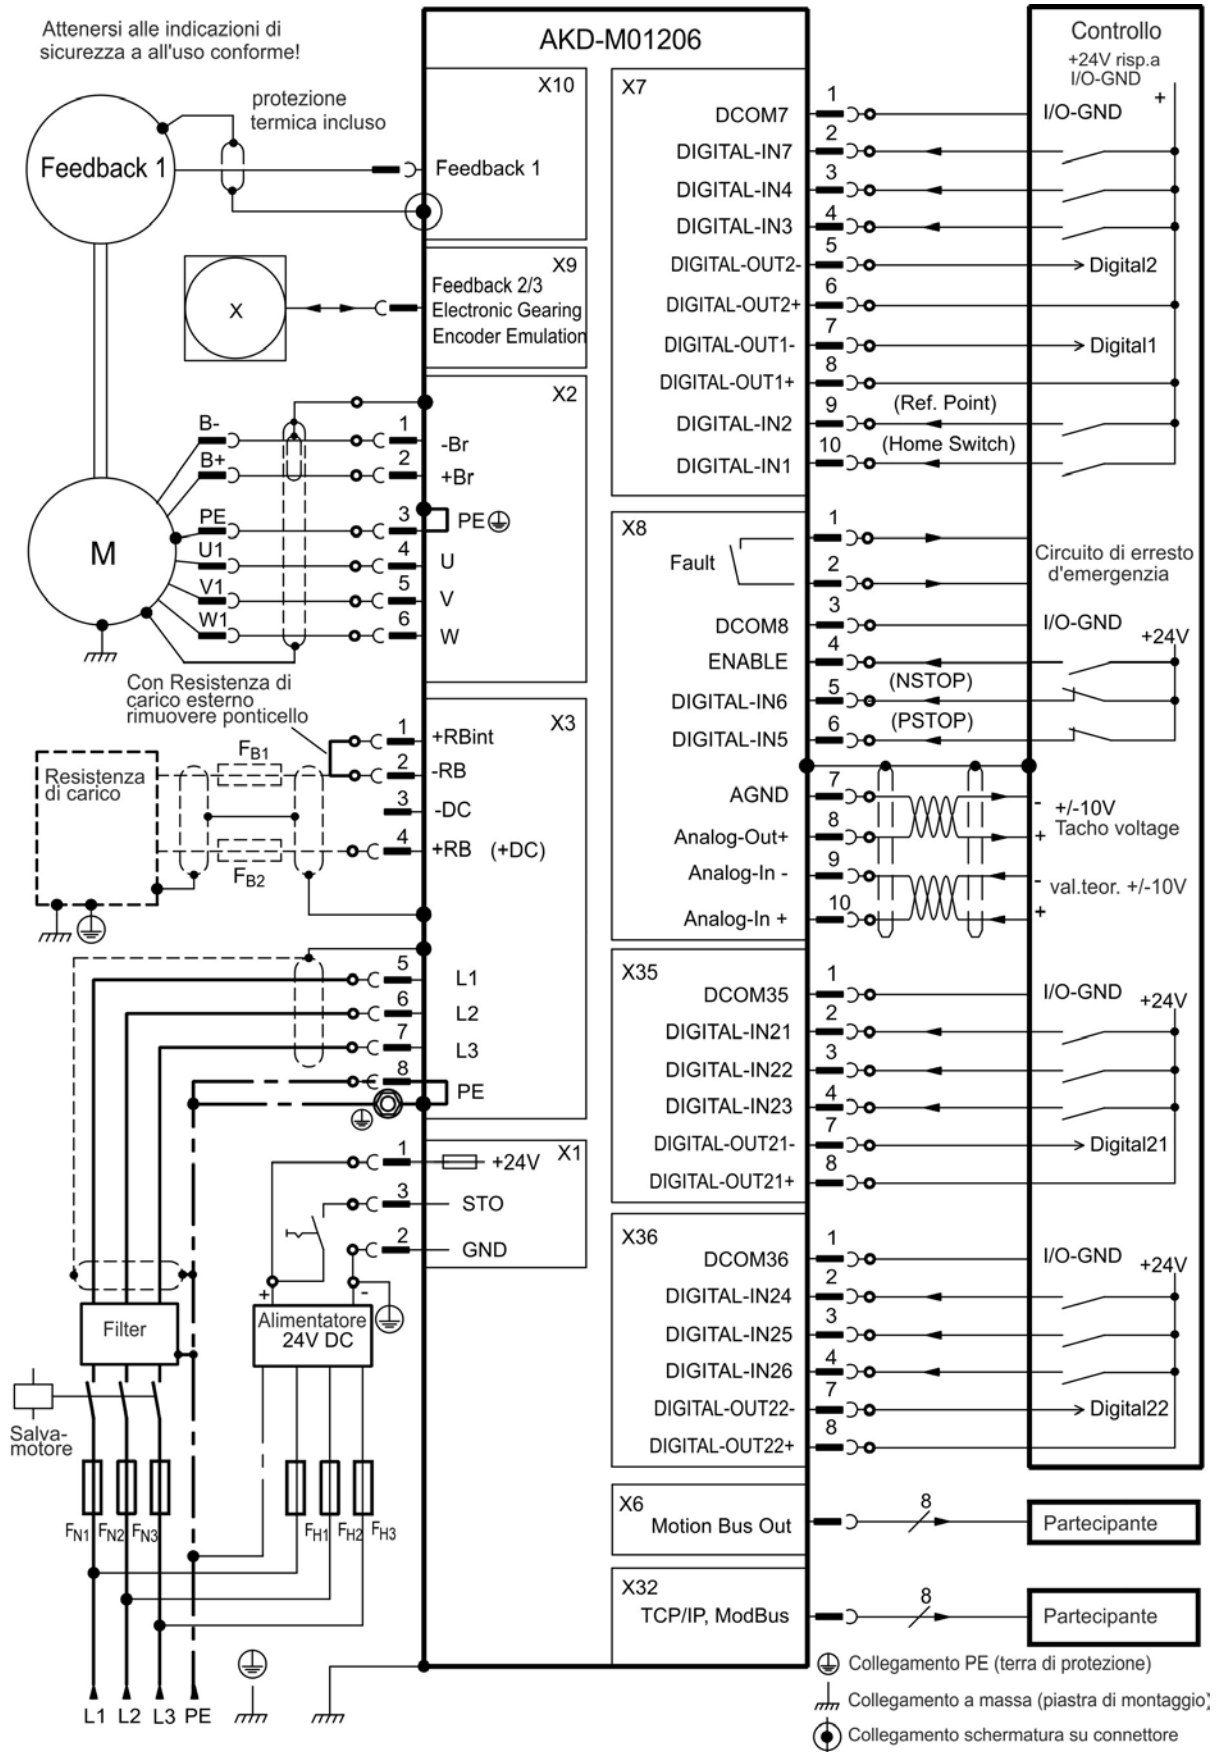 Attenersi alle indicazioni di
sicurezza a all'uso conforme!
AKD-M01206
Controllo
+24V risp.a
I/O-GND
+
protezione
termica incluso
Feedback 1
X10
Feedback 1
X
X9
Feedback 2/3
Electronic Gearing
Encoder Emulation
X2
B-
1
-Br
B+
2
+Br
PE
3
PE
U1
4
U
V1
5
V
W1
6
W
M
Con Resistenza di
carico esterno
rimuovere ponticello
X3
1
+RBint
2
-RB
3
-DC
4
+RB (+DC)
Resistenza
di carico
FB1
FB2
5
L1
6
L2
7
L3
8
PE
X1
1
+24V
3
STO
2
GND
+
-
Alimentatore
24V DC
Filter
Salva-
motore
FN1
FN2
FN3
FH1
FH2
FH3
L1
L2
L3
PE
X7
DCOM7
1
I/O-GND
DIGITAL-IN7
2
DIGITAL-IN4
3
DIGITAL-IN3
4
DIGITAL-OUT2-
5
Digital2
DIGITAL-OUT2+
6
DIGITAL-OUT1-
7
Digital1
DIGITAL-OUT1+
8
DIGITAL-IN2
9
(Ref. Point)
DIGITAL-IN1
10
(Home Switch)
X8
Fault
1
2
Circuito di erresto
d'emergenzia
DCOM8
3
I/O-GND
+24V
ENABLE
4
DIGITAL-IN6
5
(NSTOP)
DIGITAL-IN5
6
(PSTOP)
AGND
7
-
+/-10V
Tacho voltage
Analog-Out+
8
+
Analog-In -
9
-
val.teor. +/-10V
Analog-In +
10
+
X35
DCOM35
1
I/O-GND
+24V
DIGITAL-IN21
2
DIGITAL-IN22
3
DIGITAL-IN23
4
DIGITAL-OUT21-
7
Digital21
DIGITAL-OUT21+
8
X36
DCOM36
1
I/O-GND
+24V
DIGITAL-IN24
2
DIGITAL-IN25
3
DIGITAL-IN26
4
DIGITAL-OUT22-
7
Digital22
DIGITAL-OUT22+
8
X6
Motion Bus Out
8
Partecipante
X32
TCP/IP, ModBus
8
Partecipante
Collegamento PE (terra di protezione)
Collegamento a massa (piastra di montaggio)
Collegamento schermatura su connettore